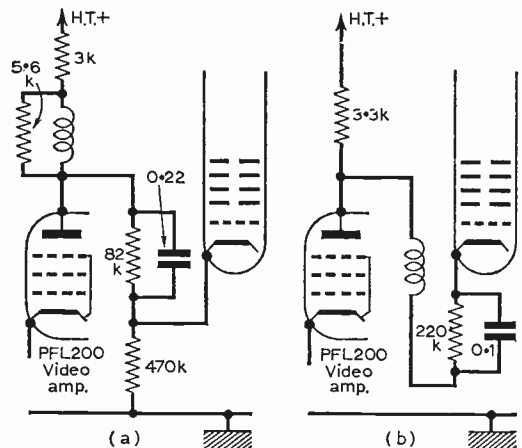 H.T.+
3k
5·6
k
0·22
82
k
470k
PFL200
Video
amp.
(a)
H.T.+
3·3k
220
k
0·1
PFL200
Video
amp.
(b)